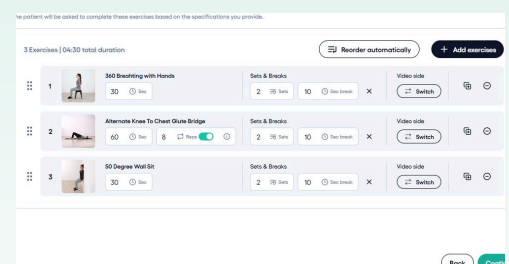 he patient will be asked to complete these exercises based on the specifications you provide.
3 Exercises | 04:30 total duration
Reorder automatically
+ Add exercises
1
360 Breahting with Hands
30 Sec
Sets & Breaks
2 Sets 10 Sec break ×
Video side
Switch
2
Alternate Knee To Chest Glute Bridge
60 Sec 8 Reps
Sets & Breaks
2 Sets 10 Sec break ×
Video side
Switch
3
50 Degree Wall Sit
30 Sec
Sets & Breaks
2 Sets 10 Sec break ×
Video side
Switch
Back
Contin